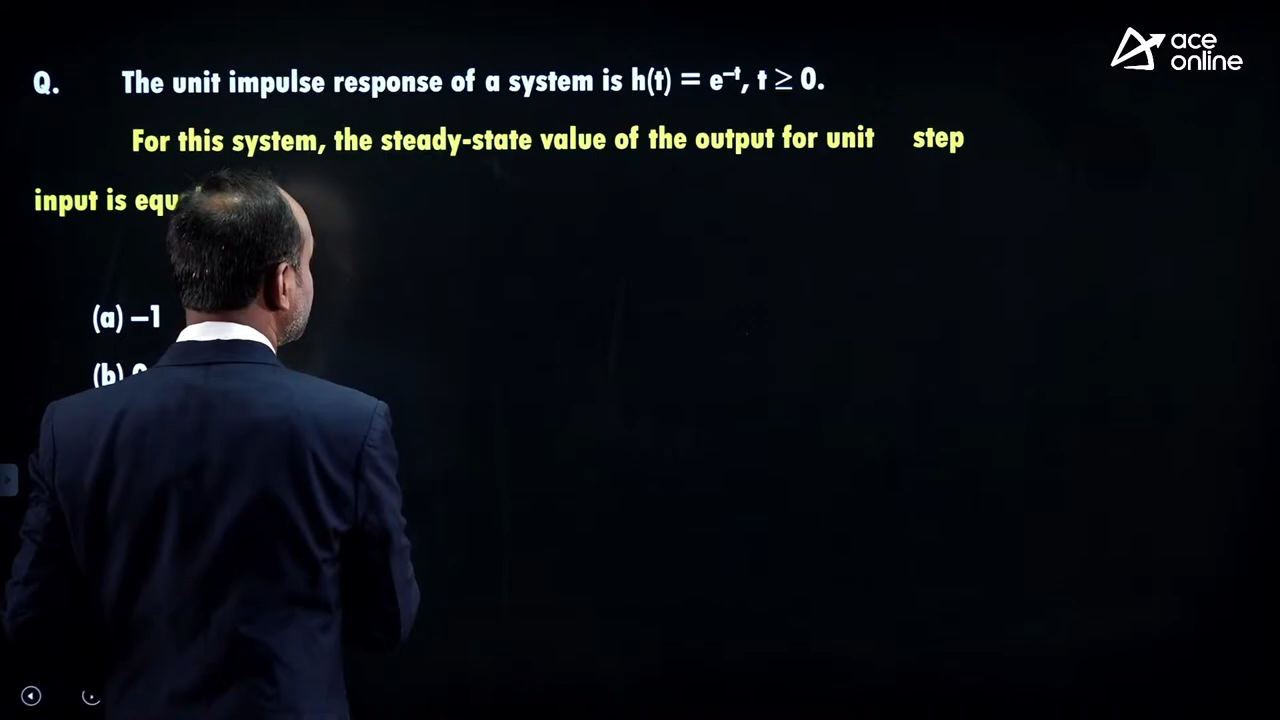 ace
online
Q. The unit impulse response of a system is h(t) = e⁻ᵗ, t ≥ 0.
For this system, the steady-state value of the output for unit step
input is
(a) –1
(b)